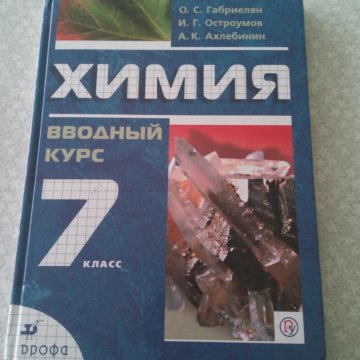 О. С. Габриелян
И. Г. Остроумов
А. К. Ахлебинин
ХИМИЯ
ВВОДНЫЙ
КУРС
7
КЛАСС
дрофа